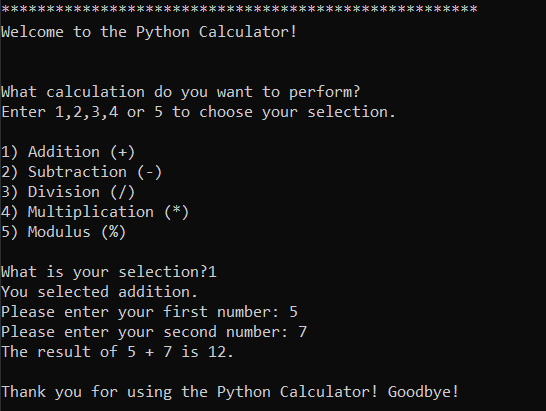 *****************************************************
Welcome to the Python Calculator!
What calculation do you want to perform?
Enter 1,2,3,4 or 5 to choose your selection.
1) Addition (+)
2) Subtraction (-)
3) Division (/)
4) Multiplication (*)
5) Modulus (%)
What is your selection?1
You selected addition.
Please enter your first number: 5
Please enter your second number: 7
The result of 5 + 7 is 12.
Thank you for using the Python Calculator! Goodbye!